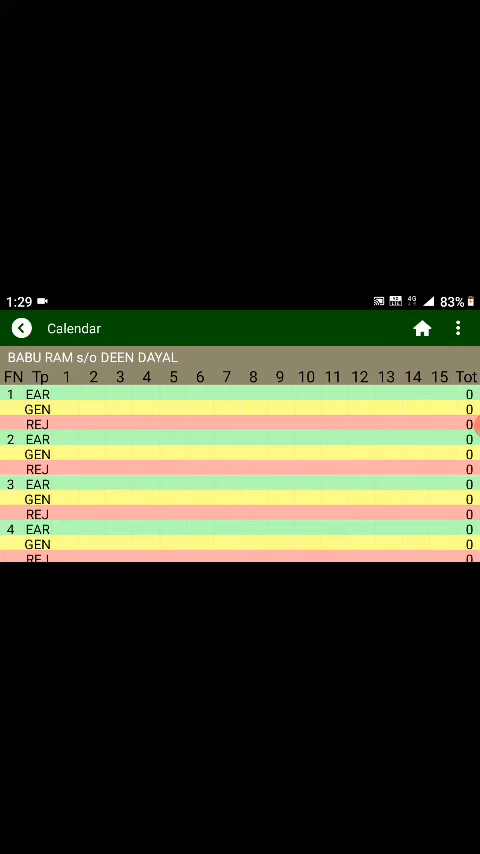 1:29 4G 83%
Calendar
BABU RAM s/o DEEN DAYAL
FN Tp 1 2 3 4 5 6 7 8 9 10 11 12 13 14 15 Tot
1 EAR 0
GEN 0
REJ 0
2 EAR 0
GEN 0
REJ 0
3 EAR 0
GEN 0
REJ 0
4 EAR 0
GEN 0
REJ 0